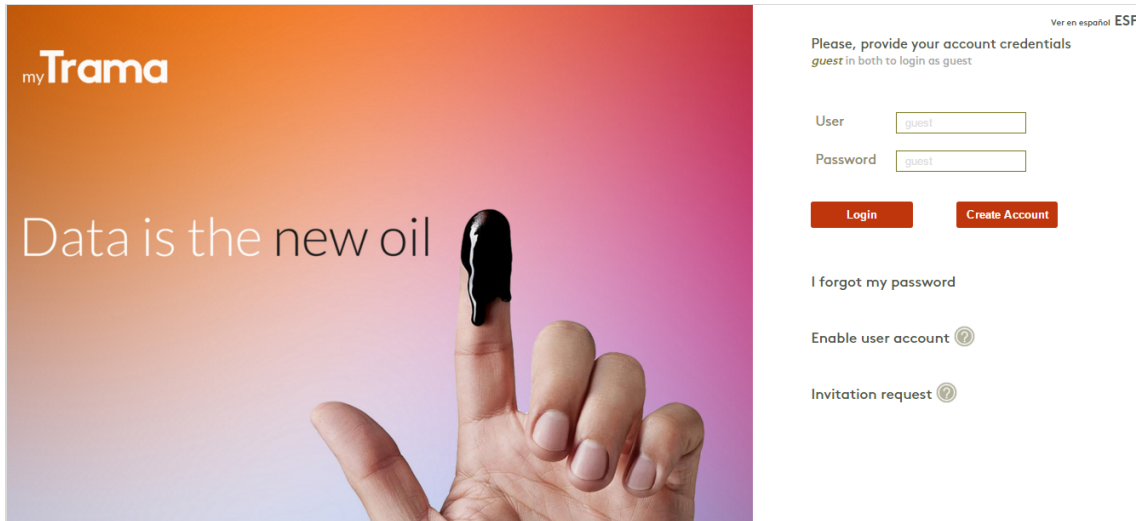 myTrama
Data is the new oil
Ver en español ESP
Please, provide your account credentials
guest in both to login as guest
User
guest
Password
guest
Login
Create Account
I forgot my password
Enable user account ?
Invitation request ?